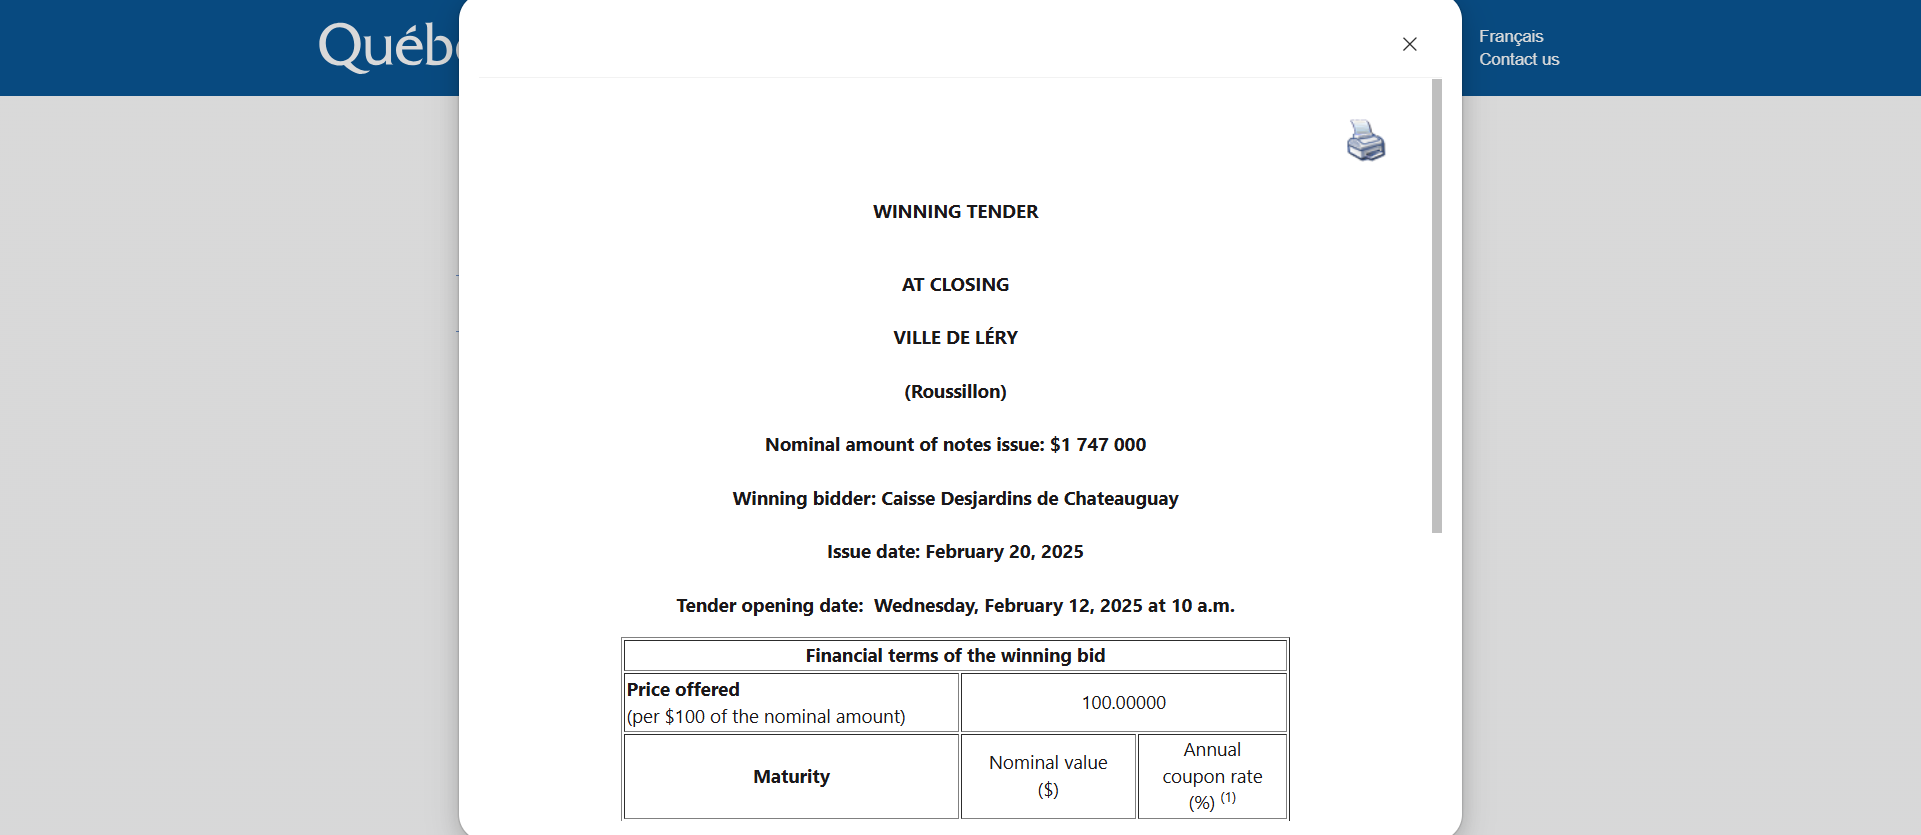 Français
Contact us
WINNING TENDER
AT CLOSING
VILLE DE LÉRY
(Roussillon)
Nominal amount of notes issue: $1 747 000
Winning bidder: Caisse Desjardins de Chateauguay
Issue date: February 20, 2025
Tender opening date:  Wednesday, February 12, 2025 at 10 a.m.
Financial terms of the winning bid
Price offered
(per $100 of the nominal amount)
100.00000
Maturity
Nominal value
($)
Annual
coupon rate
(%) (1)